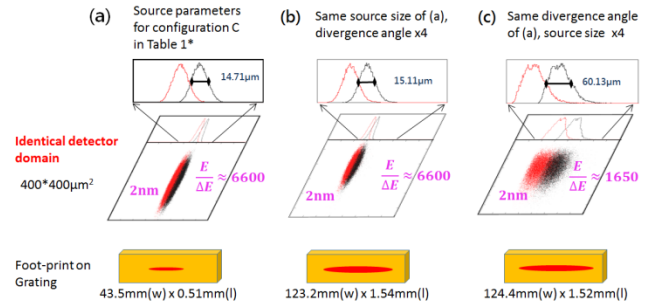 (a)
Source parameters
for configuration C
in Table 1*
(b)
Same source size of (a),
divergence angle x4
(c)
Same divergence angle
of (a), source size x4
14.71μm
15.11μm
60.13μm
Identical detector
domain
400*400μm²
2nm
E/ΔE ≈ 6600
2nm
E/ΔE ≈ 6600
2nm
E/ΔE ≈ 1650
Foot-print on
Grating
43.5mm(w) x 0.51mm(l)
123.2mm(w) x 1.54mm(l)
124.4mm(w) x 1.52mm(l)